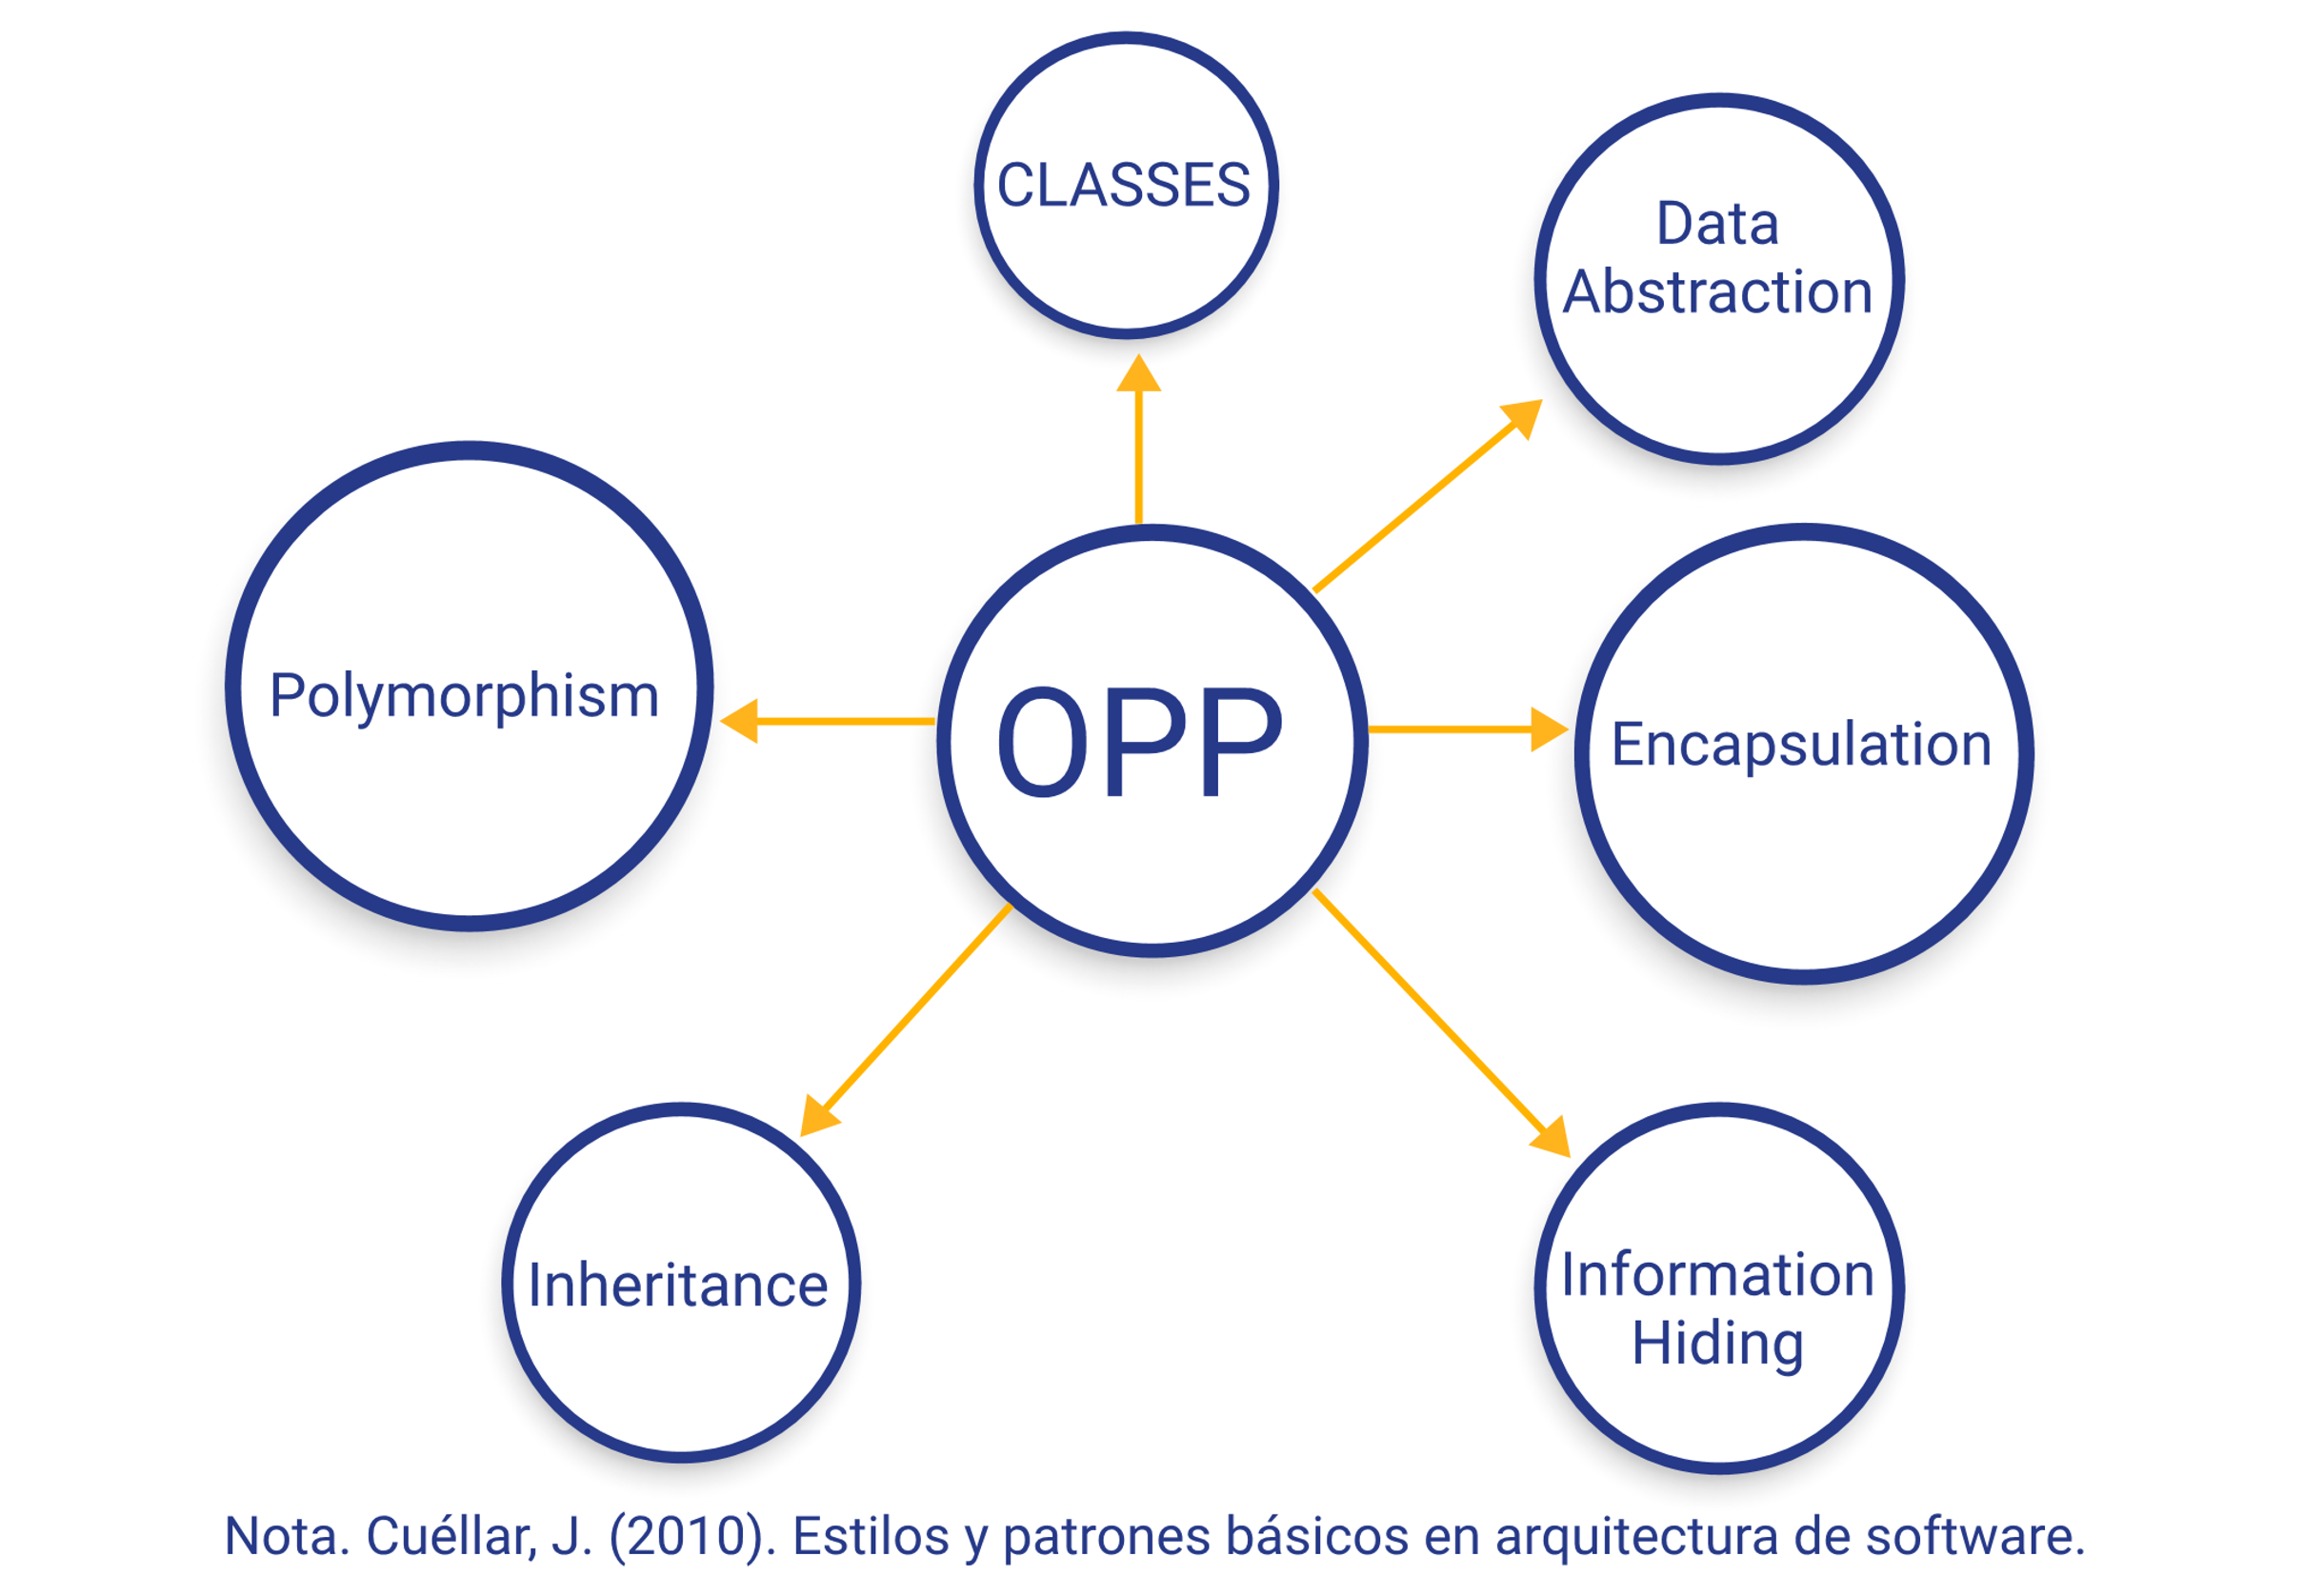 CLASSES
Data
Abstraction
Polymorphism
OPP
Encapsulation
Inheritance
Information
Hiding
Nota. Cuéllar, J. (2010). Estilos y patrones básicos en arquitectura de software.